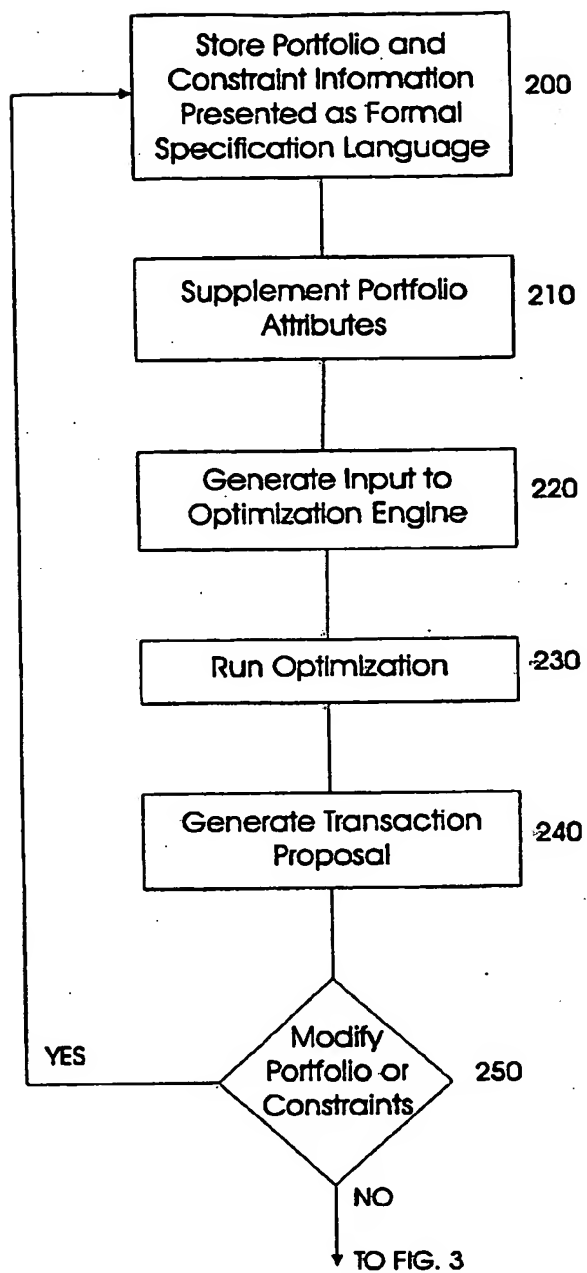 Store Portfolio and
Constraint Information
Presented as Formal
Specification Language
200
Supplement Portfolio
Attributes
210
Generate Input to
Optimization Engine
220
Run Optimization
230
Generate Transaction
Proposal
240
Modify
Portfolio or
Constraints
250
YES
NO
TO FIG. 3